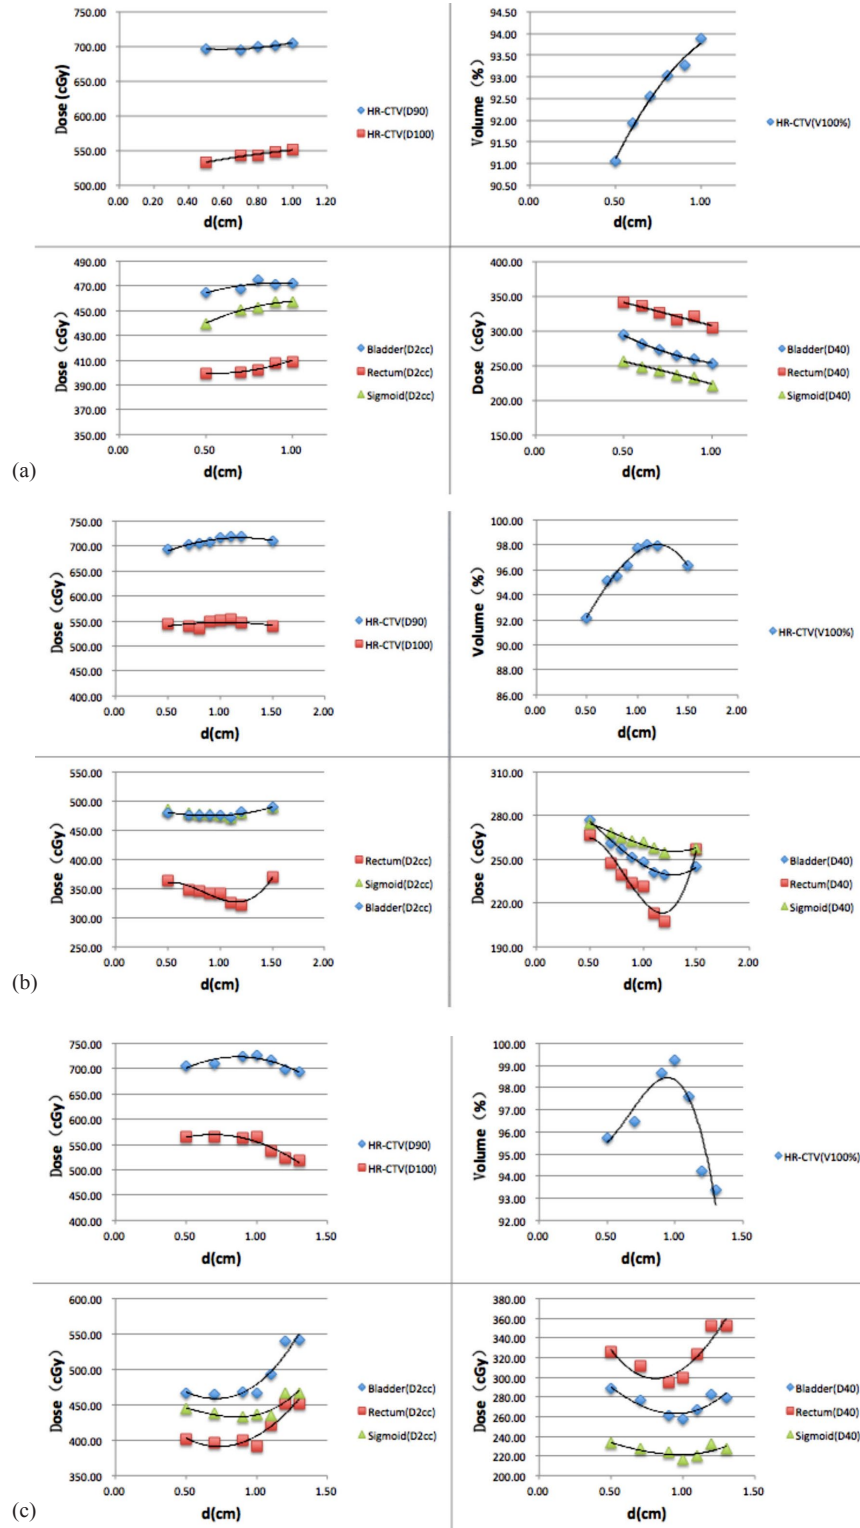 750.00
700.00
650.00
600.00
550.00
500.00
Dose (cGy)
0.00 0.20 0.40 0.60 0.80 1.00 1.20
d(cm)
HR-CTV(D90)
HR-CTV(D100)
94.50
94.00
93.50
93.00
92.50
92.00
91.50
91.00
90.50
Volume (%)
0.00 0.50 1.00
d(cm)
HR-CTV(V100%)
490.00
470.00
450.00
430.00
410.00
390.00
370.00
350.00
Dose (cGy)
0.00 0.50 1.00
d(cm)
Bladder(D2cc)
Rectum(D2cc)
Sigmoid(D2cc)
400.00
350.00
300.00
250.00
200.00
150.00
Dose (cGy)
0.00 0.50 1.00
d(cm)
Bladder(D40)
Rectum(D40)
Sigmoid(D40)
(a)
750.00
700.00
650.00
600.00
550.00
500.00
450.00
400.00
Dose (cGy)
0.00 0.50 1.00 1.50 2.00
d(cm)
HR-CTV(D90)
HR-CTV(D100)
100.00
98.00
96.00
94.00
92.00
90.00
88.00
86.00
Volume (%)
0.00 0.50 1.00 1.50 2.00
d(cm)
HR-CTV(V100%)
550.00
500.00
450.00
400.00
350.00
300.00
250.00
Dose (cGy)
0.00 0.50 1.00 1.50 2.00
d(cm)
Rectum(D2cc)
Sigmoid(D2cc)
Bladder(D2cc)
310.00
280.00
250.00
220.00
190.00
Dose (cGy)
0.00 0.50 1.00 1.50 2.00
d(cm)
Bladder(D40)
Rectum(D40)
Sigmoid(D40)
(b)
750.00
700.00
650.00
600.00
550.00
500.00
450.00
400.00
Dose (cGy)
0.00 0.50 1.00 1.50
d(cm)
HR-CTV(D90)
HR-CTV(D100)
100.00
99.00
98.00
97.00
96.00
95.00
94.00
93.00
92.00
Volume (%)
0.00 0.50 1.00 1.50
d(cm)
HR-CTV(V100%)
600.00
550.00
500.00
450.00
400.00
350.00
Dose (cGy)
0.00 0.50 1.00 1.50
d(cm)
Bladder(D2cc)
Rectum(D2cc)
Sigmoid(D2cc)
380.00
360.00
340.00
320.00
300.00
280.00
260.00
240.00
220.00
200.00
Dose (cGy)
0.00 0.50 1.00 1.50
d(cm)
Bladder(D40)
Rectum(D40)
Sigmoid(D40)
(c)